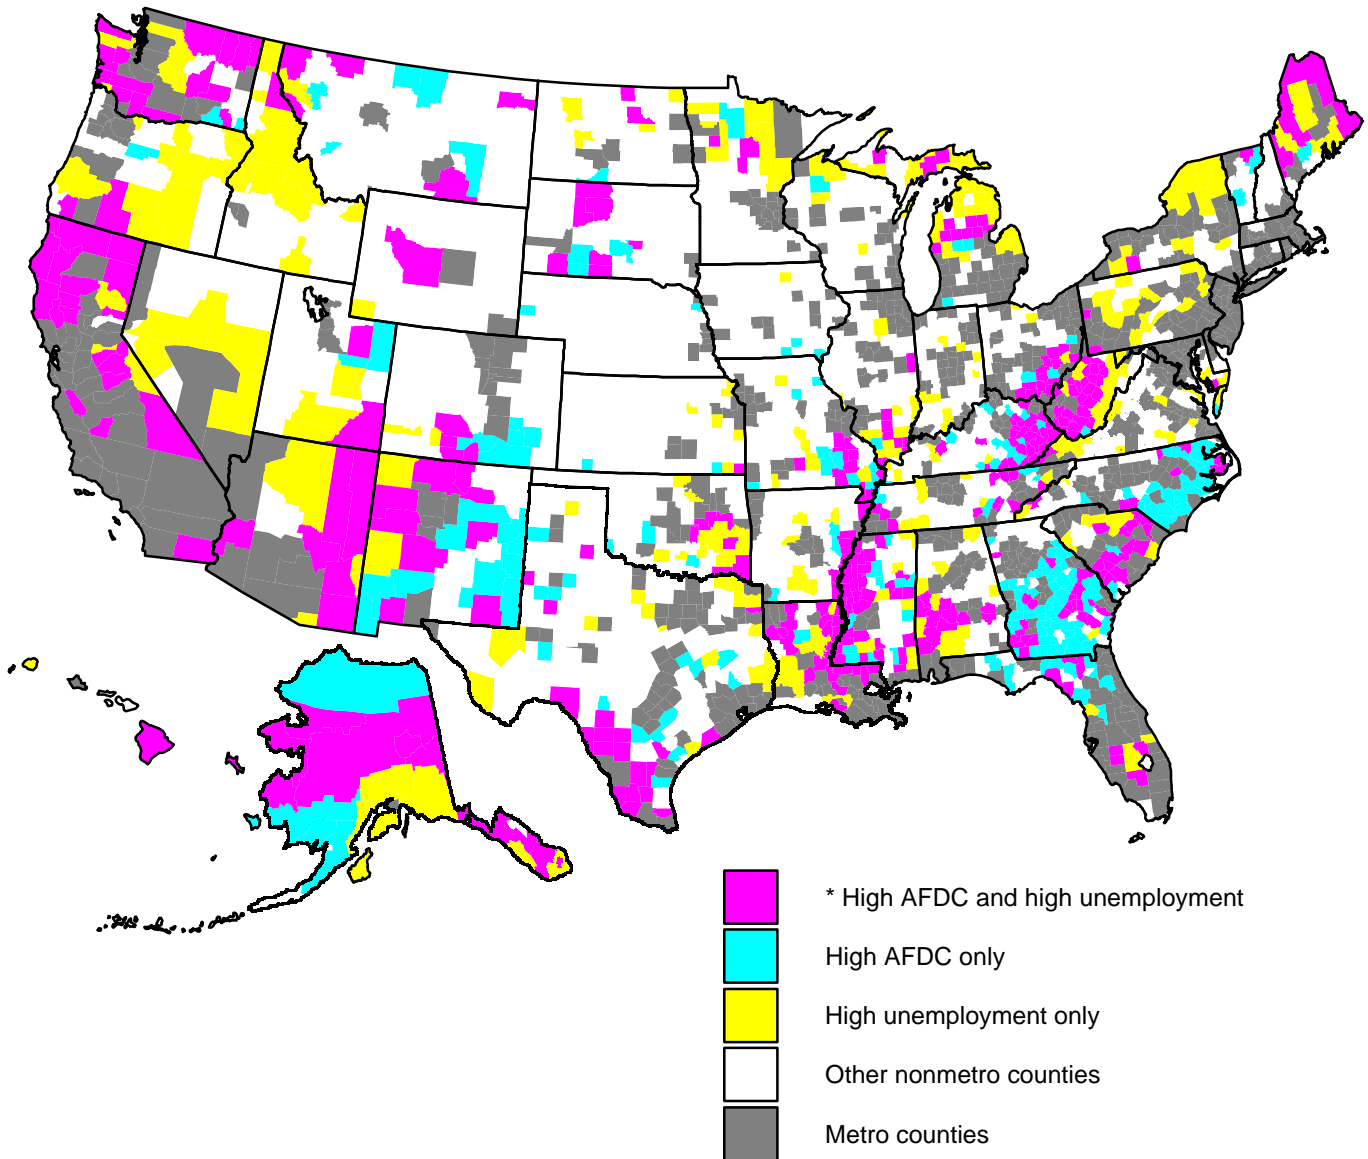 * High AFDC and high unemployment
High AFDC only
High unemployment only
Other nonmetro counties
Metro counties